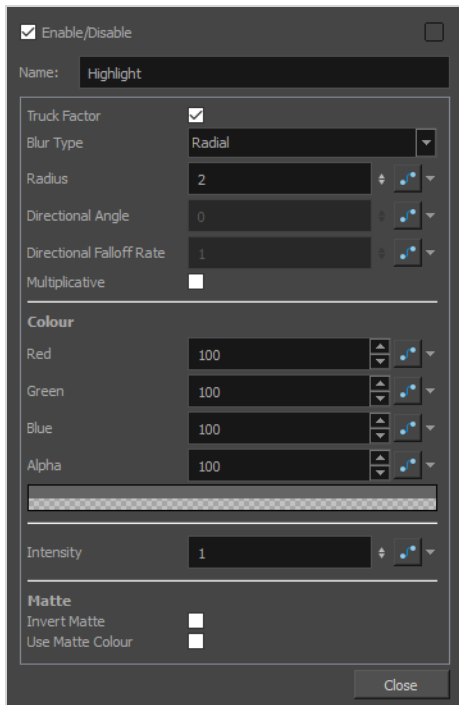 Enable/Disable
Name: Highlight
Truck Factor
Blur Type Radial
Radius 2
Directional Angle 0
Directional Falloff Rate 1
Multiplicative
Colour
Red 100
Green 100
Blue 100
Alpha 100
Intensity 1
Matte
Invert Matte
Use Matte Colour
Close